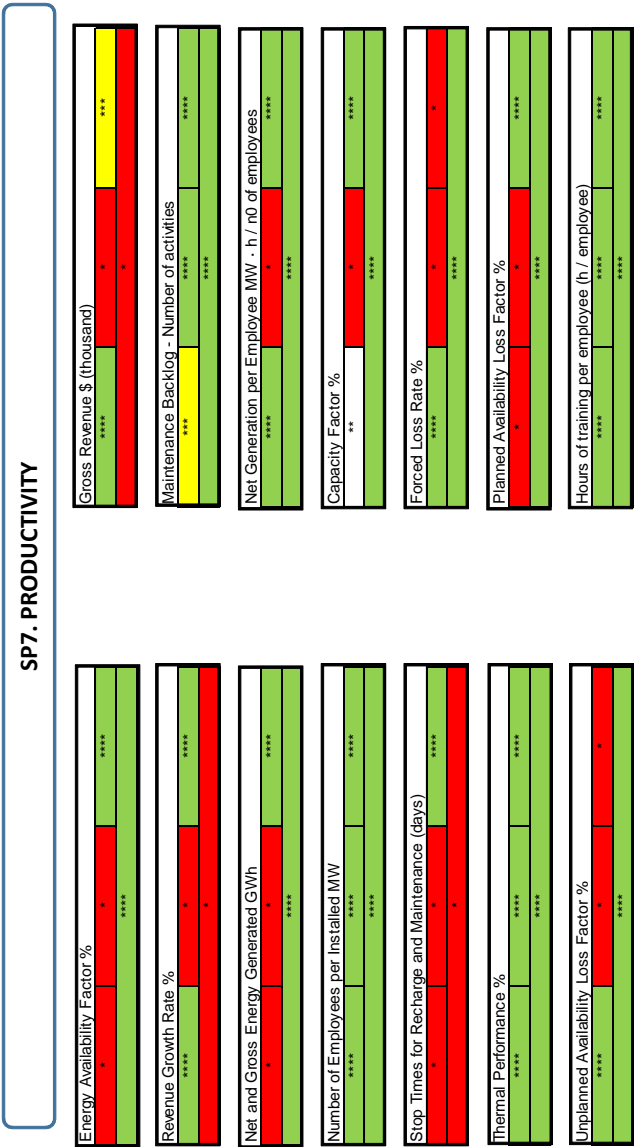 SP7. PRODUCTIVITY
Energy Availability Factor %
* * ****
****
Gross Revenue $ (thousand)
**** * ***
*
Revenue Growth Rate %
**** * ****
*
Maintenance Backlog - Number of activities
*** **** ****
****
Net and Gross Energy Generated GWh
* * ****
****
Net Generation per Employee MW · h / n0 of employees
**** * ****
****
Number of Employees per Installed MW
**** **** ****
****
Capacity Factor %
** * ****
****
Stop Times for Recharge and Maintenance (days)
* * ****
*
Forced Loss Rate %
**** * *
****
Thermal Performance %
**** **** ****
****
Planned Availability Loss Factor %
* * ****
****
Unplanned Availability Loss Factor %
**** * *
****
Hours of training per employee (h / employee)
**** **** ****
****